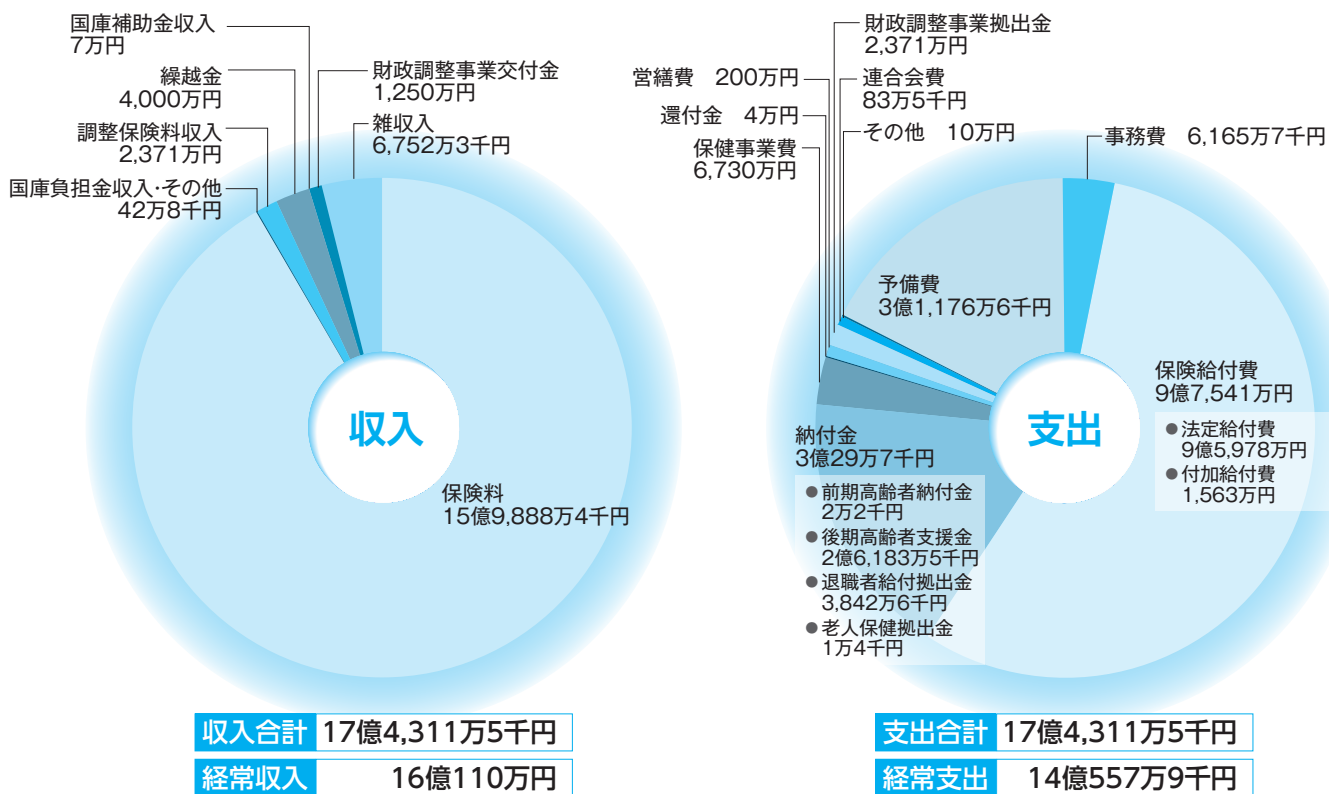 国庫補助金収入
7万円
繰越金
4,000万円
調整保険料収入
2,371万円
国庫負担金収入・その他
42万8千円
財政調整事業交付金
1,250万円
雑収入
6,752万3千円
収入
保険料
15億9,888万4千円
収入合計 17億4,311万5千円
経常収入 16億110万円
財政調整事業拠出金
2,371万円
営繕費 200万円
連合会費
83万5千円
還付金 4万円
その他 10万円
保健事業費
6,730万円
事務費 6,165万7千円
予備費
3億1,176万6千円
保険給付費
9億7,541万円
●法定給付費
9億5,978万円
●付加給付費
1,563万円
支出
納付金
3億29万7千円
●前期高齢者納付金
2万2千円
●後期高齢者支援金
2億6,183万5千円
●退職者給付拠出金
3,842万6千円
●老人保健拠出金
1万4千円
支出合計 17億4,311万5千円
経常支出 14億557万9千円